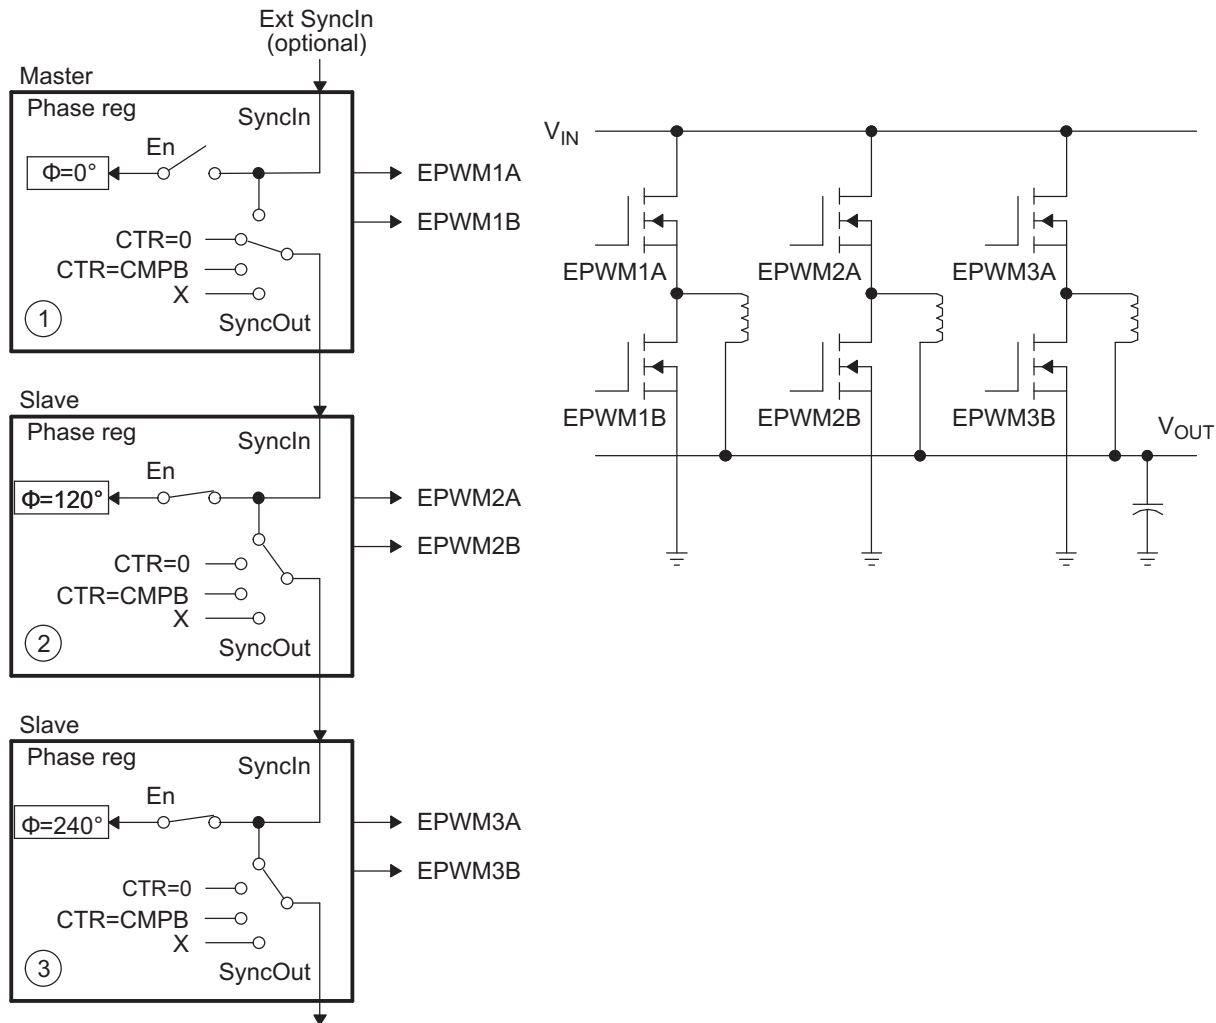 Ext SyncIn
(optional)
Master
Phase reg
SyncIn
En
Φ=0°
EPWM1A
EPWM1B
CTR=0
CTR=CMPB
X
1
SyncOut
Slave
Phase reg
SyncIn
En
Φ=120°
EPWM2A
EPWM2B
CTR=0
CTR=CMPB
X
2
SyncOut
Slave
Phase reg
SyncIn
En
Φ=240°
EPWM3A
EPWM3B
CTR=0
CTR=CMPB
X
3
SyncOut
VIN
EPWM1A
EPWM2A
EPWM3A
EPWM1B
EPWM2B
EPWM3B
VOUT